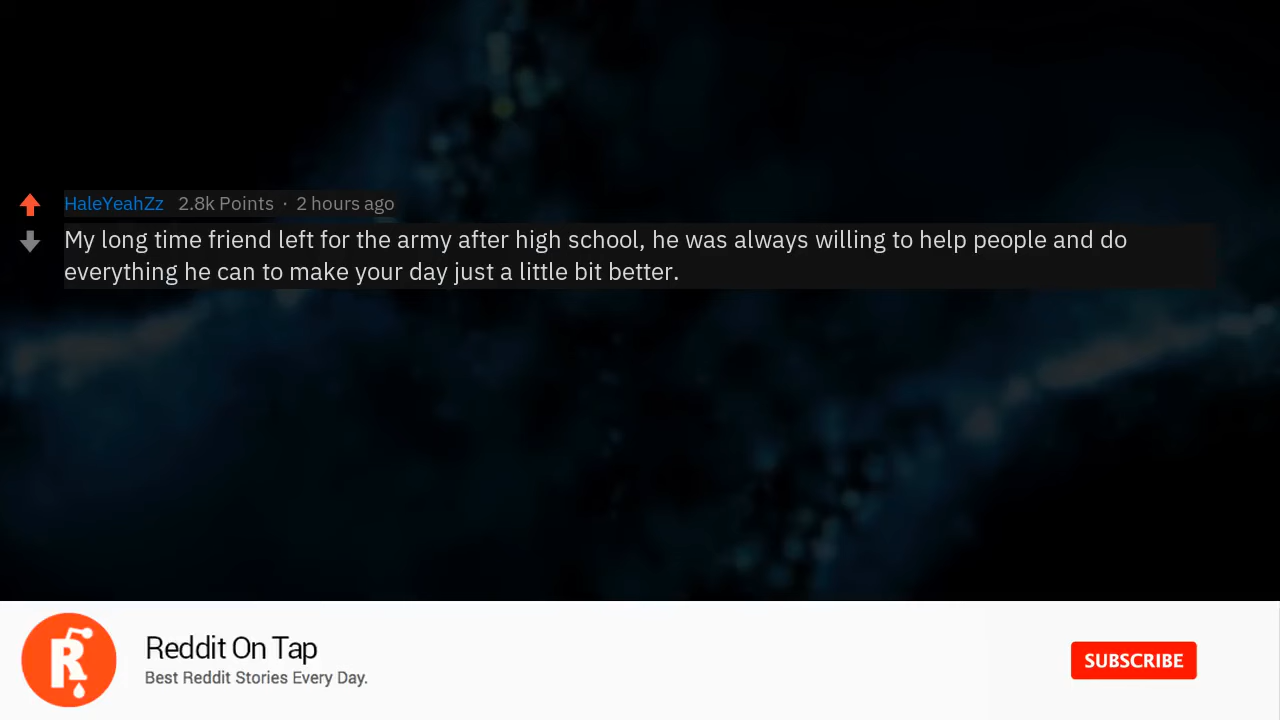 HaleYeahZz 2.8k Points · 2 hours ago
My long time friend left for the army after high school, he was always willing to help people and do
everything he can to make your day just a little bit better.
R
Reddit On Tap
Best Reddit Stories Every Day.
SUBSCRIBE